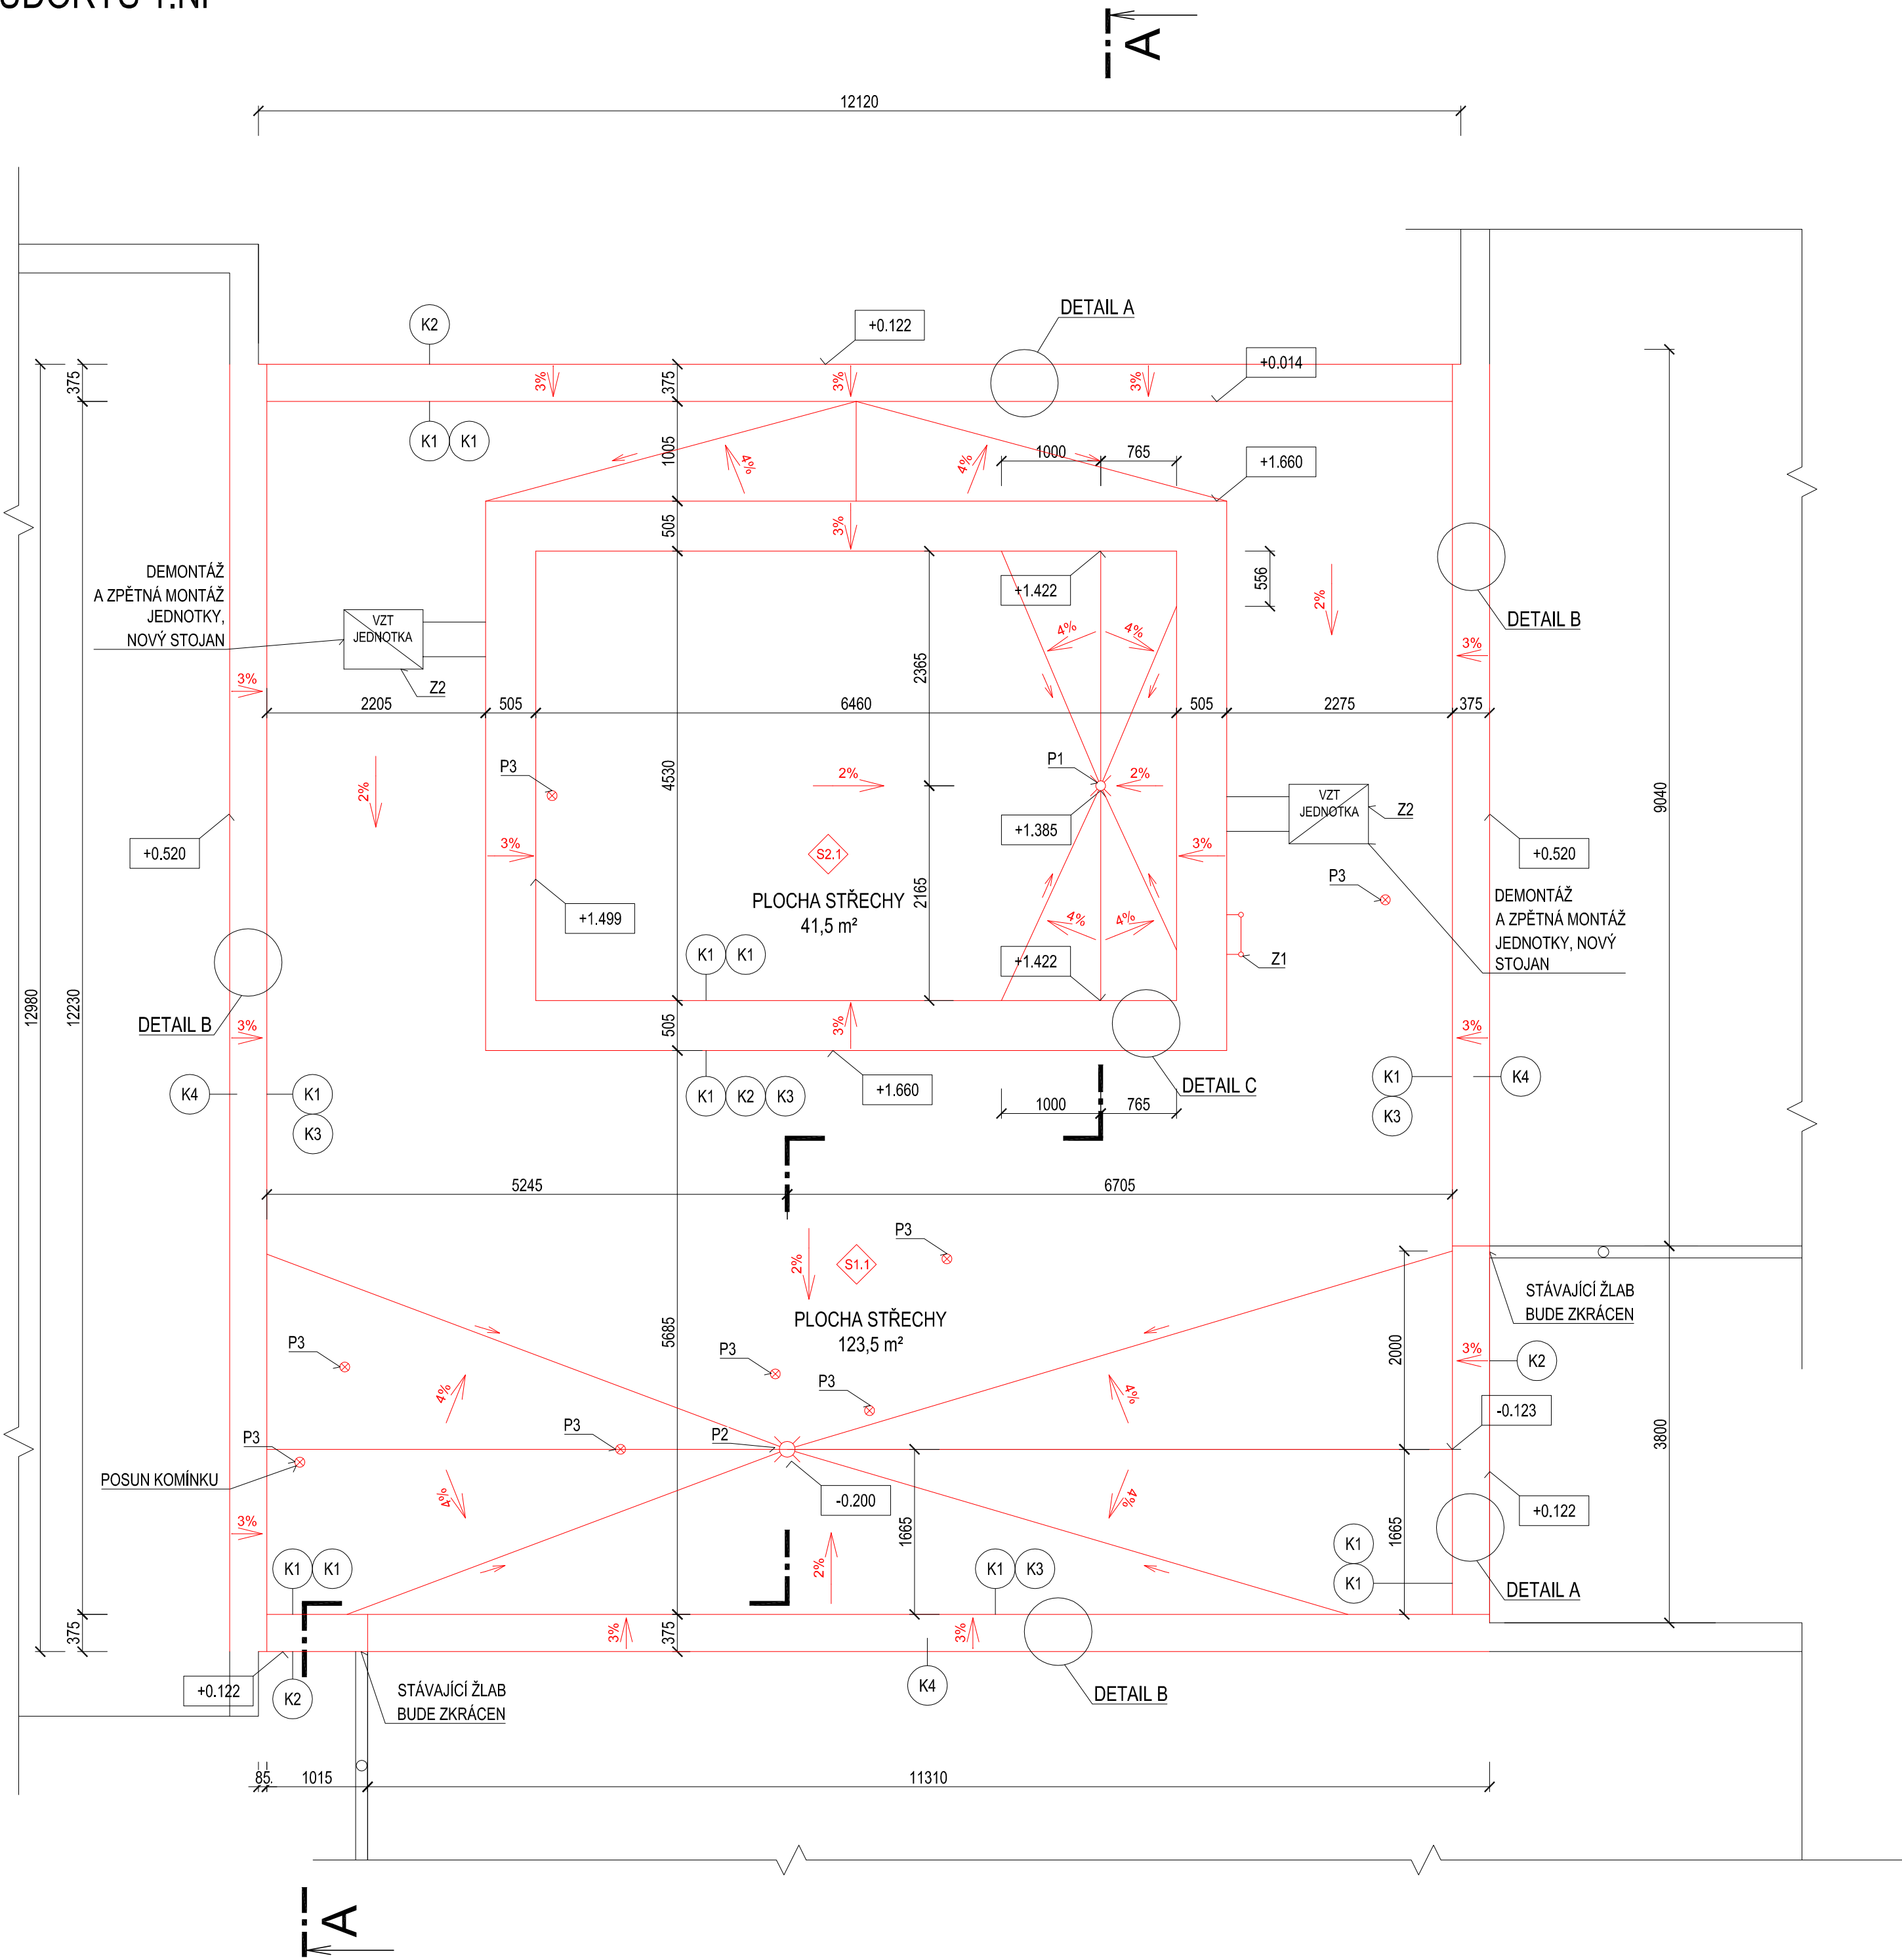 A
12120
K2
+0.122
DETAIL A
+0.014
375
375
3%
3%
3%
K1
K1
1005
4%
4%
1000
765
+1.660
505
3%
DEMONTÁŽ
A ZPĚTNÁ MONTÁŽ
JEDNOTKY,
NOVÝ STOJAN
VZT
JEDNOTKA
Z2
+1.422
556
2%
DETAIL B
4%
4%
2365
3%
3%
2205
505
6460
505
2275
375
P3
2%
4530
2%
P1
2%
VZT
JEDNOTKA
Z2
9040
+0.520
+1.385
+0.520
3%
S2.1
3%
P3
PLOCHA STŘECHY
41,5 m²
2165
+1.499
4%
4%
DEMONTÁŽ
A ZPĚTNÁ MONTÁŽ
JEDNOTKY, NOVÝ
STOJAN
K1
K1
+1.422
Z1
12980
12230
DETAIL B
3%
505
3%
3%
K4
K1
K3
K1
K2
K3
+1.660
DETAIL C
K1
K3
K4
1000
765
5245
6705
P3
2%
S1.1
PLOCHA STŘECHY
123,5 m²
5685
STÁVAJÍCÍ ŽLAB
BUDE ZKRÁCEN
P3
P3
P3
2000
3%
K2
4%
4%
-0.123
P3
P3
P2
3800
POSUN KOMÍNKU
4%
4%
-0.200
+0.122
3%
1665
1665
2%
K1
K1
K1
K3
K1
K1
DETAIL A
375
3%
375
3%
+0.122
K2
STÁVAJÍCÍ ŽLAB
BUDE ZKRÁCEN
K4
DETAIL B
85
1015
11310
A